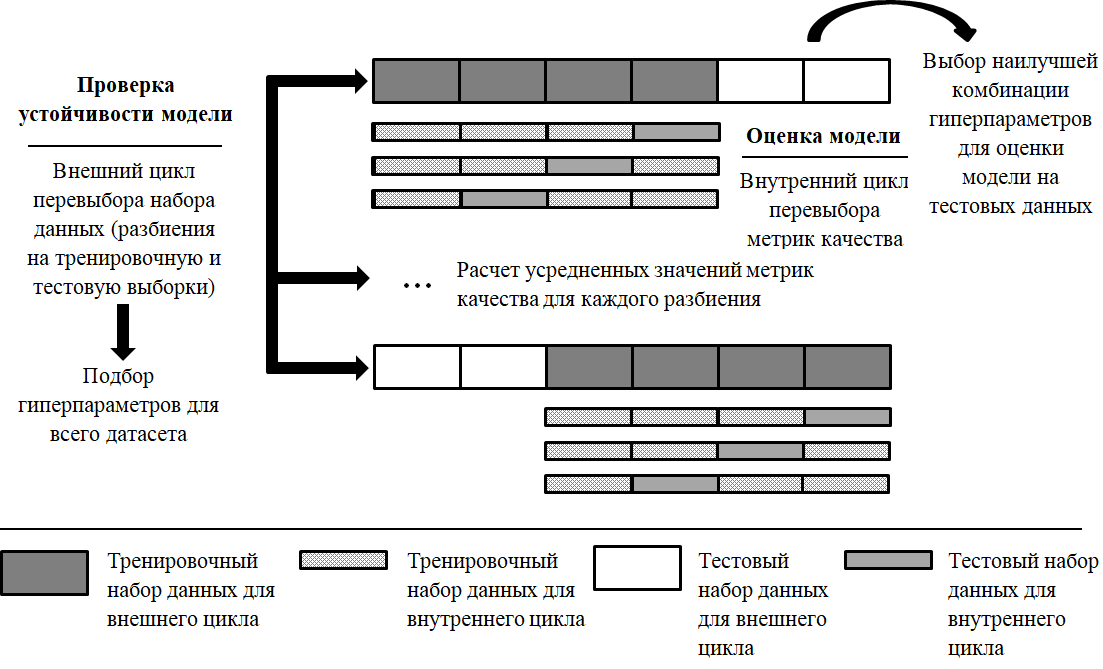 Проверка
устойчивости модели
Внешний цикл
перевыбора набора
данных (разбиения
на тренировочную и
тестовую выборки)
Подбор
гиперпараметров для
всего датасета
Оценка модели
Внутренний цикл
перевыбора
метрик качества
Выбор наилучшей
комбинации
гиперпараметров
для оценки
модели на
тестовых данных
...
Расчет усредненных значений метрик
качества для каждого разбиения
Тренировочный
набор данных для
внешнего цикла
Тренировочный
набор данных для
внутреннего цикла
Тестовый
набор данных
для внешнего
цикла
Тестовый набор
данных для
внутреннего
цикла